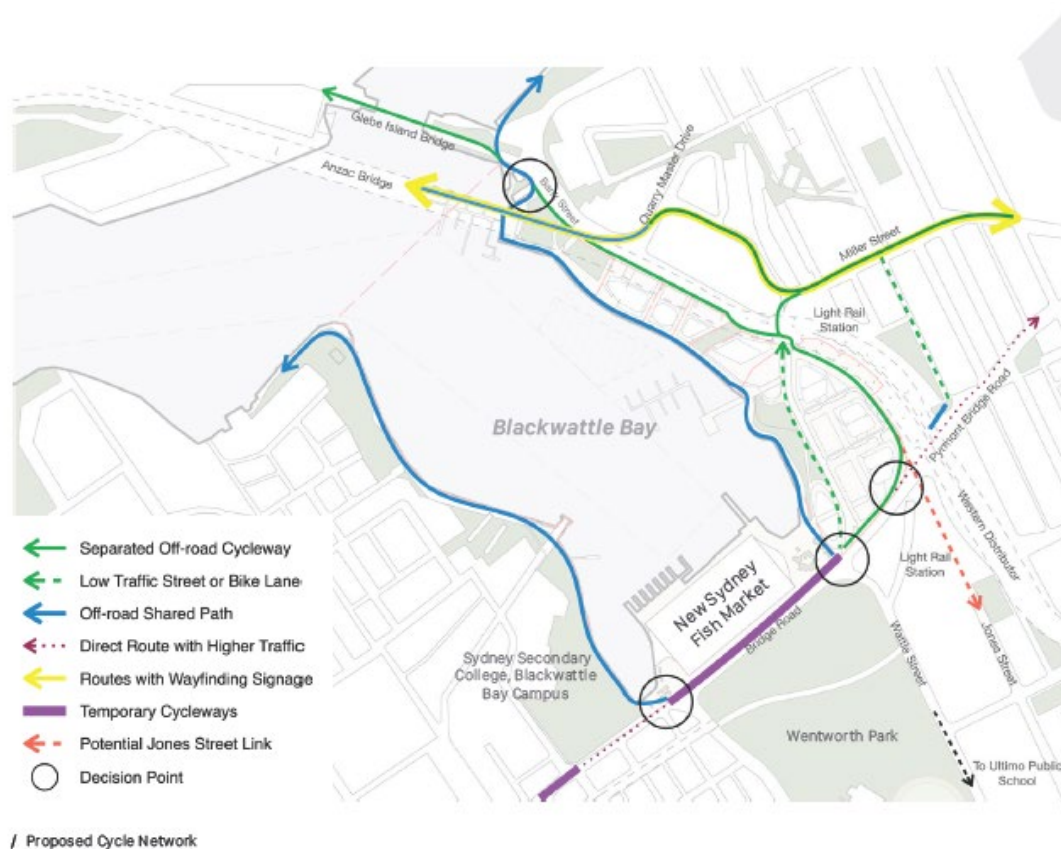 Glebe Island Bridge
Anzac Bridge
Bank Street
Quarry Master Drive
Miller Street
Light Rail
Station
Pyrmont Bridge Road
Blackwattle Bay
Western Distributor
Light Rail
Station
Jones Street
New Sydney
Fish Market
Bridge Road
Wattle Street
Sydney Secondary
College, Blackwattle
Bay Campus
Wentworth Park
To Ultimo Public
School
Separated Off-road Cycleway
Low Traffic Street or Bike Lane
Off-road Shared Path
Direct Route with Higher Traffic
Routes with Wayfinding Signage
Temporary Cycleways
Potential Jones Street Link
Decision Point
/ Proposed Cycle Network